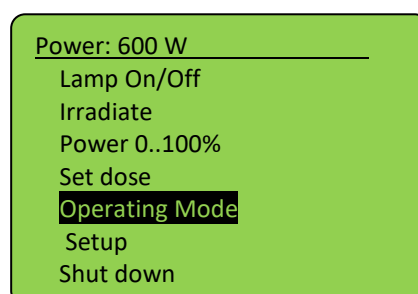 Power: 600 W
Lamp On/Off
Irradiate
Power 0..100%
Set dose
Operating Mode
Setup
Shut down